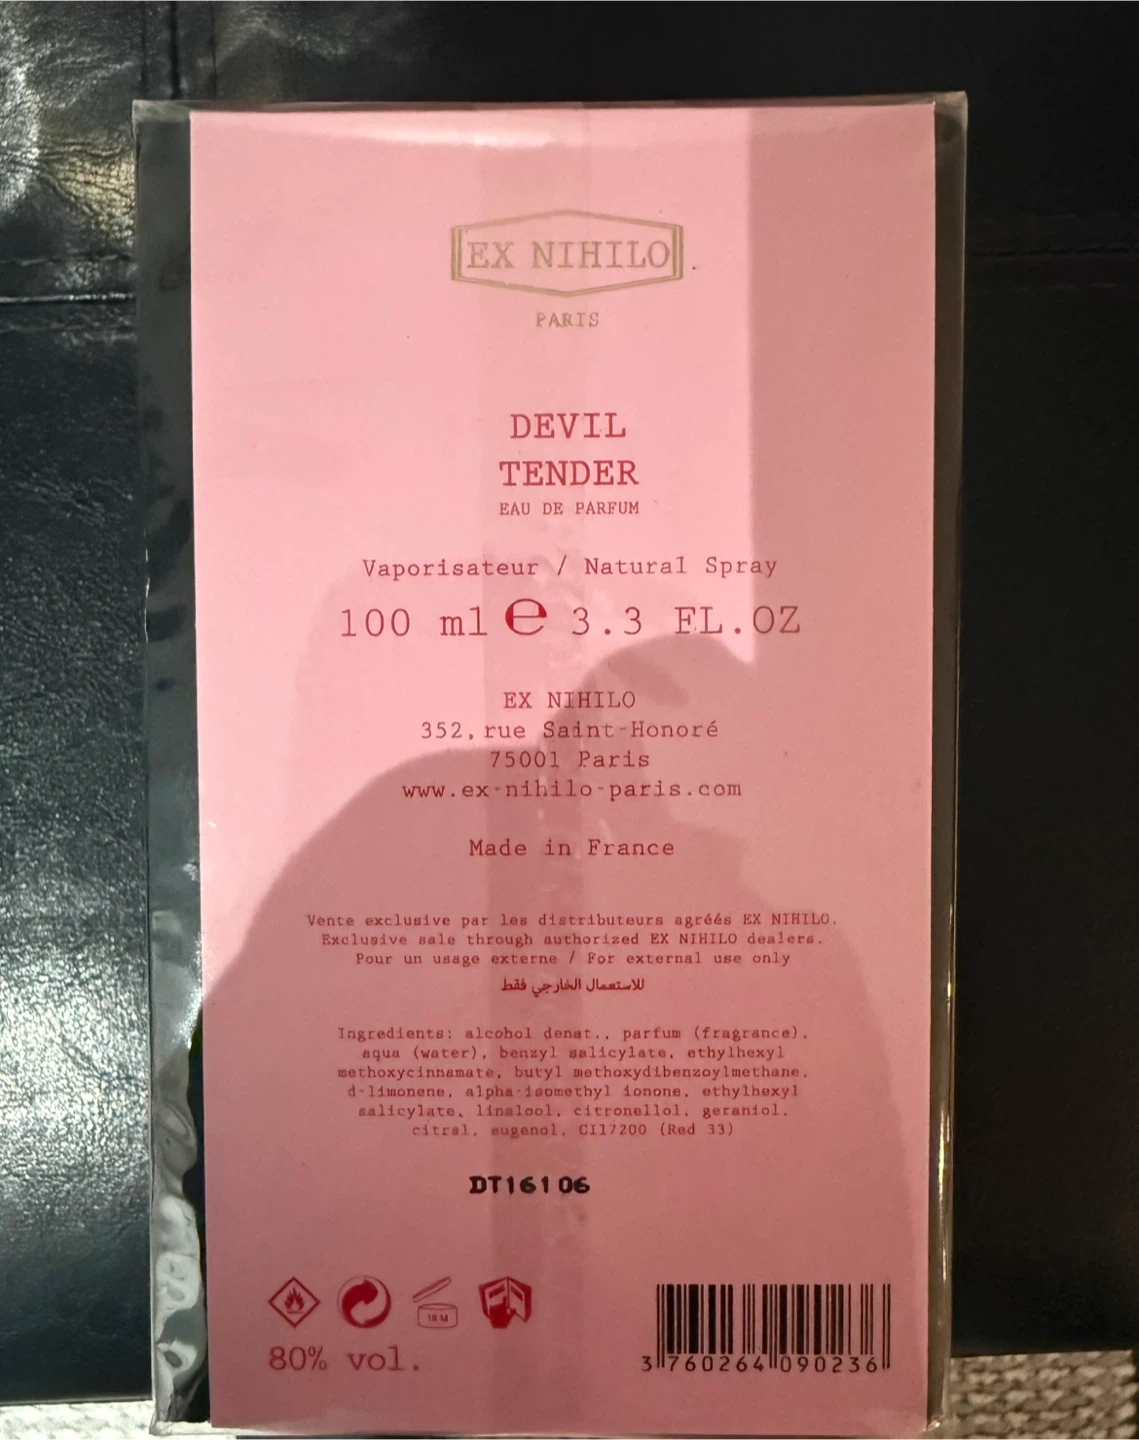 EX NIHILO
PARIS
DEVIL
TENDER
EAU DE PARFUM
Vaporisateur / Natural Spray
100 ml e 3.3 FL.OZ
EX NIHILO
352, rue Saint-Honoré
75001 Paris
www.ex-nihilo-paris.com
Made in France
Vente exclusive par les distributeurs agréés EX NIHILO.
Exclusive sale through authorized EX NIHILO dealers.
Pour un usage externe / For external use only
للاستعمال الخارجي فقط
Ingredients: alcohol denat., parfum (fragrance),
aqua (water), benzyl salicylate, ethylhexyl
methoxycinnamate, butyl methoxydibenzoylmethane,
d-limonene, alpha-isomethyl ionone, ethylhexyl
salicylate, linalool, citronellol, geraniol,
citral, eugenol, CI17200 (Red 33)
DT16106
18 M
80% vol.
3 760264 090236